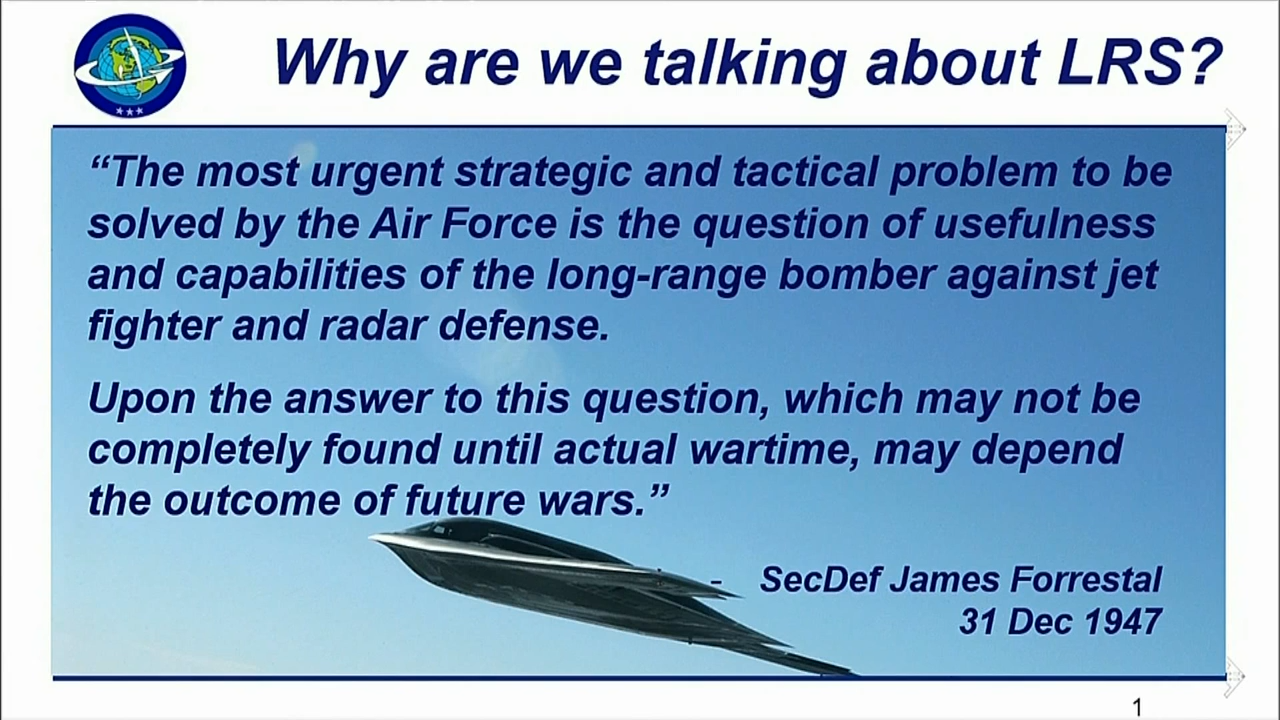 Why are we talking about LRS?
“The most urgent strategic and tactical problem to be
solved by the Air Force is the question of usefulness
and capabilities of the long-range bomber against jet
fighter and radar defense.
Upon the answer to this question, which may not be
completely found until actual wartime, may depend
the outcome of future wars.”
- SecDef James Forrestal
31 Dec 1947
1